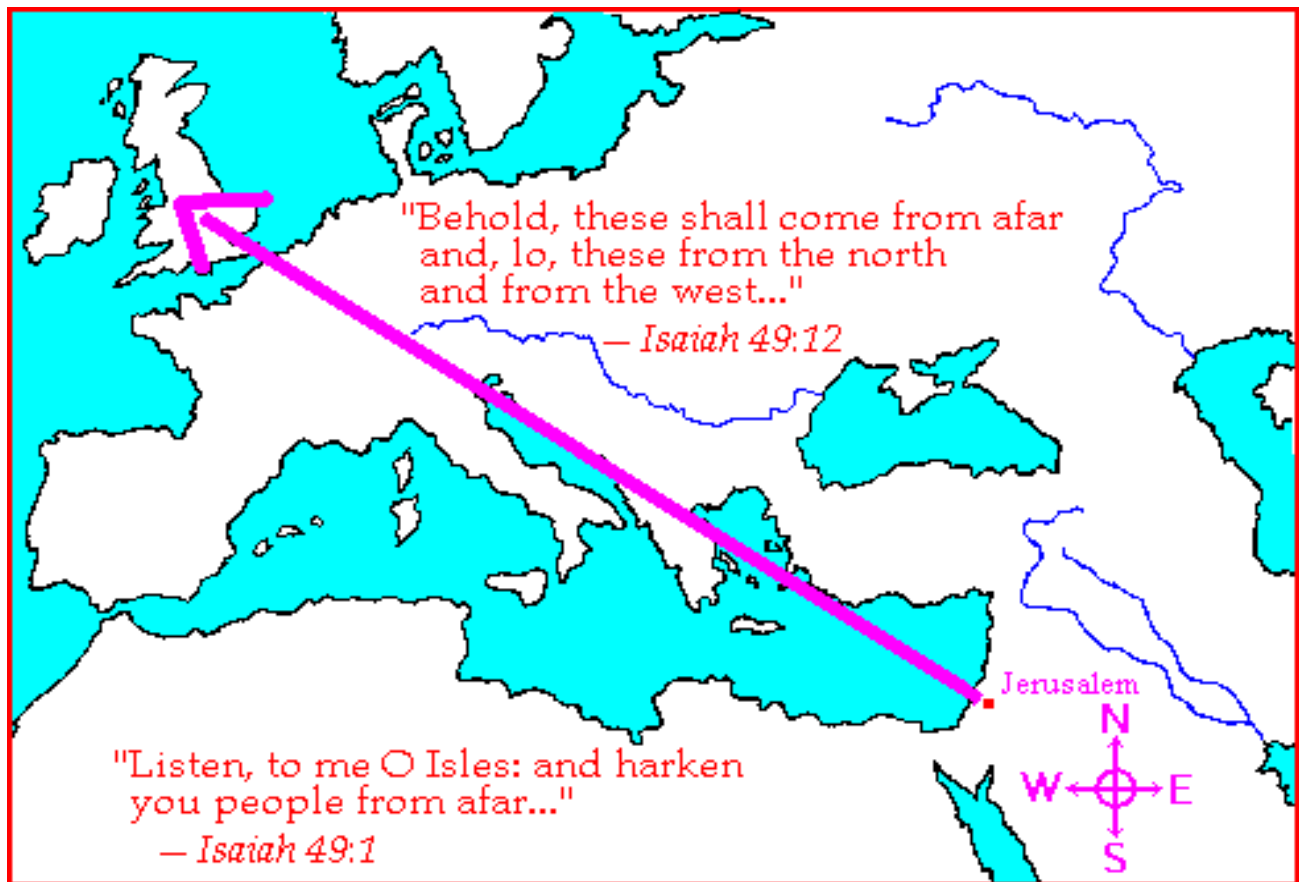 "Behold, these shall come from afar
and, lo, these from the north
and from the west..."
— Isaiah 49:12
Jerusalem
N
W E
S
"Listen, to me O Isles: and harken
you people from afar..."
— Isaiah 49:1